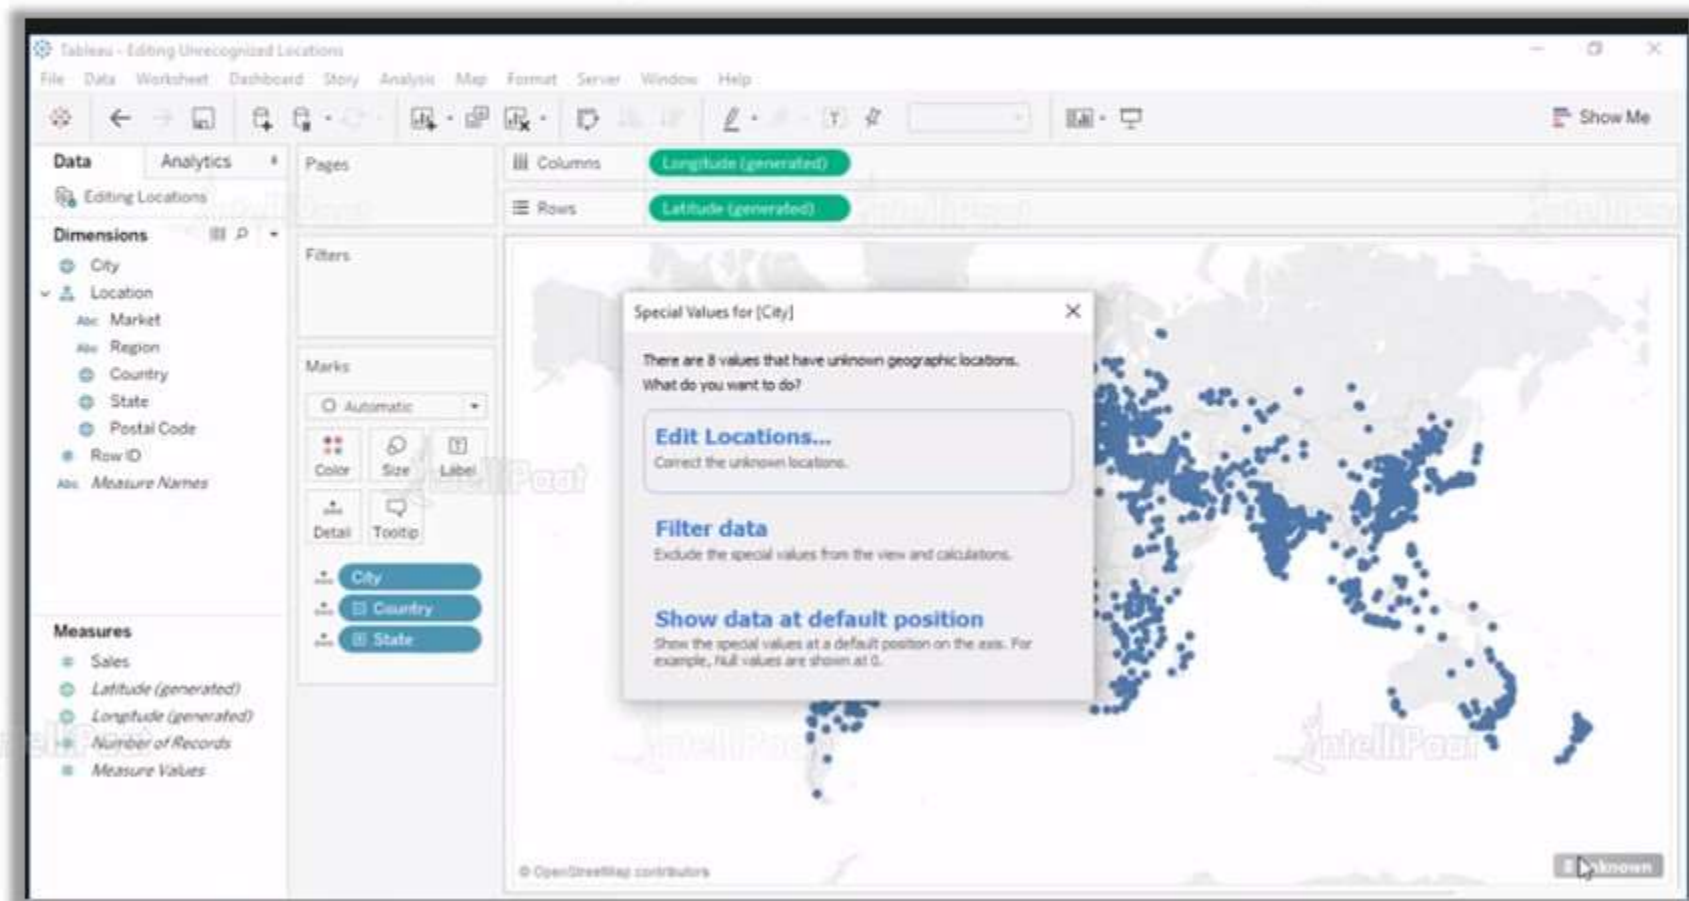 Tableau - Editing Unrecognized Locations
File Data Worksheet Dashboard Story Analysis Map Format Server Window Help
Show Me
Data Analytics
Editing Locations
Dimensions
City
Location
Abc Market
Abc Region
Country
State
Postal Code
Row ID
Abc Measure Names
Measures
Sales
Latitude (generated)
Longitude (generated)
Number of Records
Measure Values
Pages
Filters
Marks
Automatic
Color Size Label
Detail Tooltip
City
Country
State
Columns Longitude (generated)
Rows Latitude (generated)
Special Values for [City]
There are 8 values that have unknown geographic locations.
What do you want to do?
Edit Locations...
Correct the unknown locations.
Filter data
Exclude the special values from the view and calculations.
Show data at default position
Show the special values at a default position on the axis. For
example, Null values are shown at 0.
© OpenStreetMap contributors
8 unknown
IntelliPaat